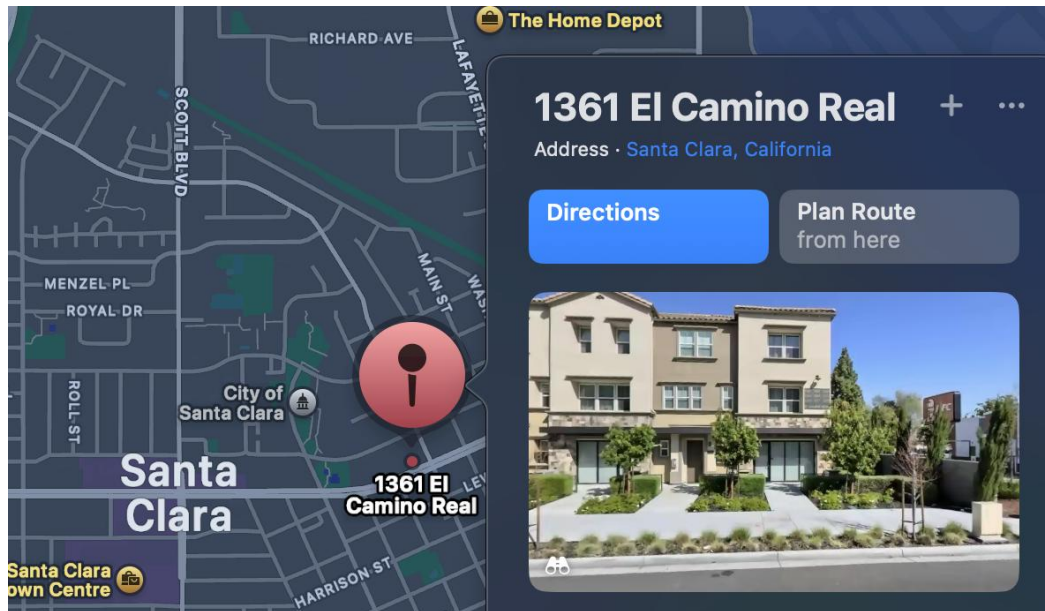 The Home Depot
RICHARD AVE
LAFAYETTE
SCOTT BLVD
MENZEL PL
ROYAL DR
MAIN ST
ROLL ST
City of
Santa Clara
Santa
Clara
1361 El
Camino Real
HARRISON ST
Santa Clara
own Centre
1361 El Camino Real
Address · Santa Clara, California
Directions
Plan Route
from here